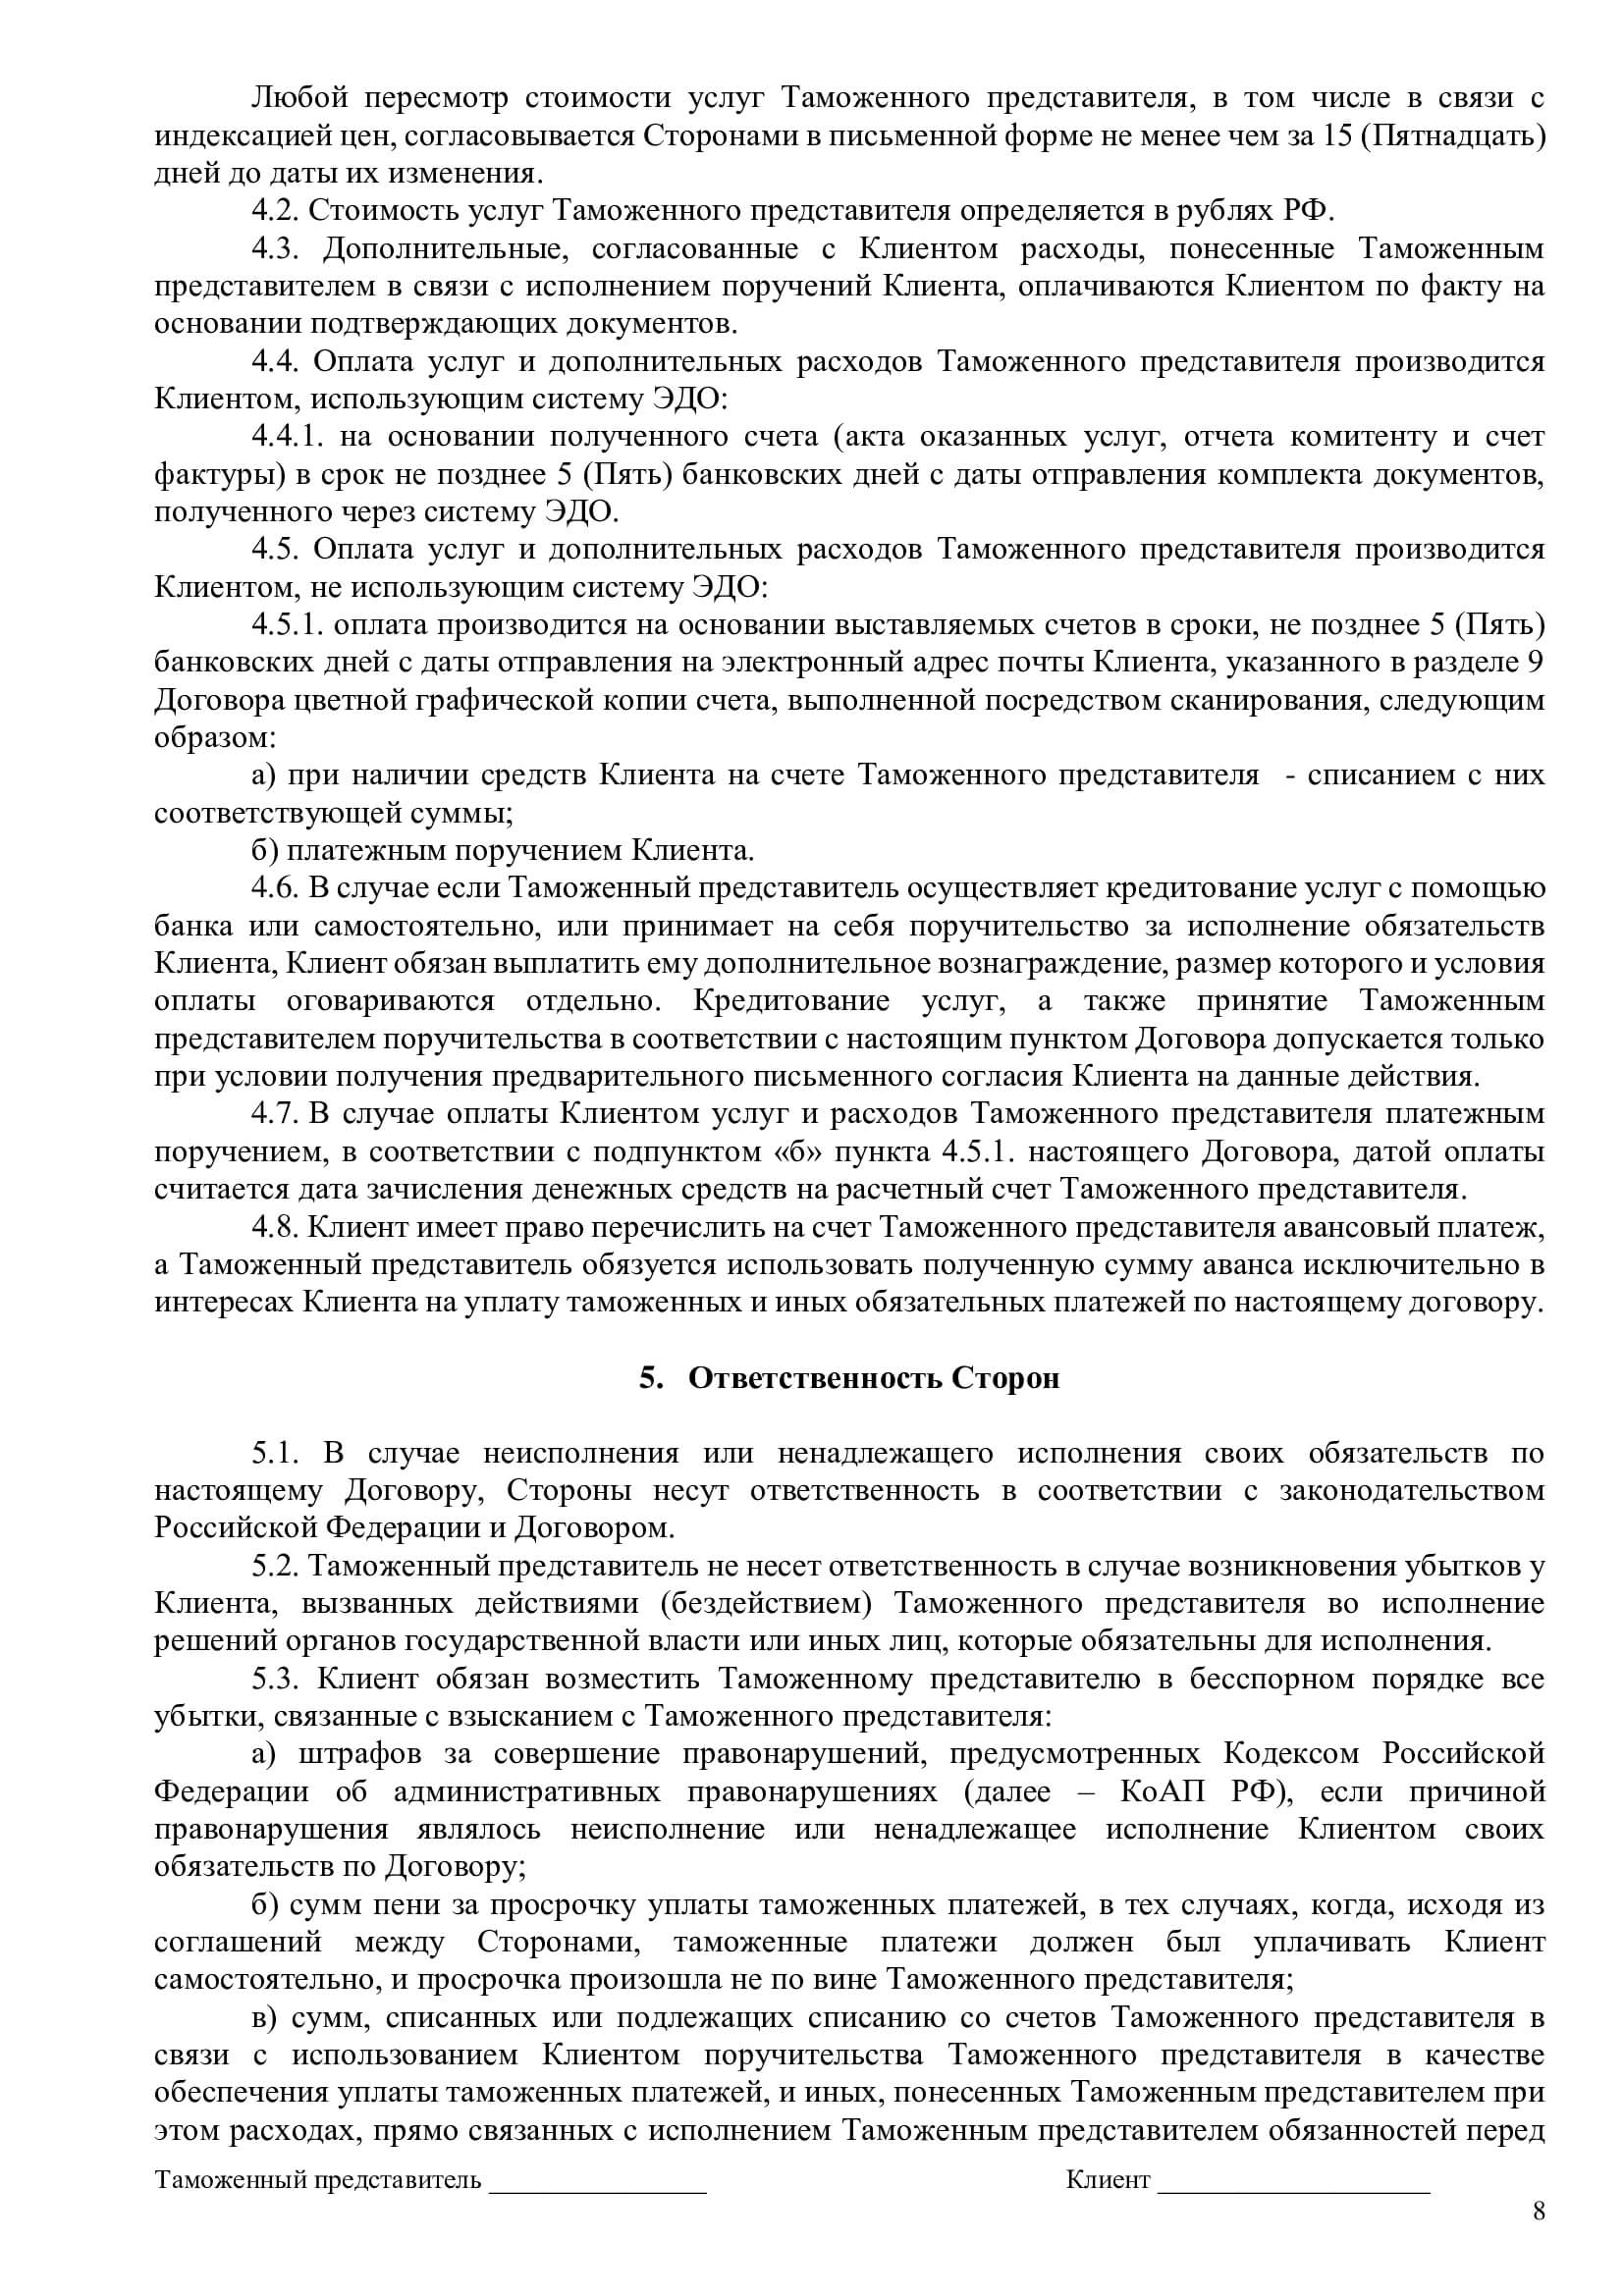 Любой пересмотр стоимости услуг Таможенного представителя, в том числе в связи с
индексацией цен, согласовывается Сторонами в письменной форме не менее чем за 15 (Пятнадцать)
дней до даты их изменения.
4.2. Стоимость услуг Таможенного представителя определяется в рублях РФ.
4.3. Дополнительные, согласованные с Клиентом расходы, понесенные Таможенным
представителем в связи с исполнением поручений Клиента, оплачиваются Клиентом по факту на
основании подтверждающих документов.
4.4. Оплата услуг и дополнительных расходов Таможенного представителя производится
Клиентом, использующим систему ЭДО:
4.4.1. на основании полученного счета (акта оказанных услуг, отчета комитенту и счет
фактуры) в срок не позднее 5 (Пять) банковских дней с даты отправления комплекта документов,
полученного через систему ЭДО.
4.5. Оплата услуг и дополнительных расходов Таможенного представителя производится
Клиентом, не использующим систему ЭДО:
4.5.1. оплата производится на основании выставляемых счетов в сроки, не позднее 5 (Пять)
банковских дней с даты отправления на электронный адрес почты Клиента, указанного в разделе 9
Договора цветной графической копии счета, выполненной посредством сканирования, следующим
образом:
а) при наличии средств Клиента на счете Таможенного представителя - списанием с них
соответствующей суммы;
б) платежным поручением Клиента.
4.6. В случае если Таможенный представитель осуществляет кредитование услуг с помощью
банка или самостоятельно, или принимает на себя поручительство за исполнение обязательств
Клиента, Клиент обязан выплатить ему дополнительное вознаграждение, размер которого и условия
оплаты оговариваются отдельно. Кредитование услуг, а также принятие Таможенным
представителем поручительства в соответствии с настоящим пунктом Договора допускается только
при условии получения предварительного письменного согласия Клиента на данные действия.
4.7. В случае оплаты Клиентом услуг и расходов Таможенного представителя платежным
поручением, в соответствии с подпунктом «б» пункта 4.5.1. настоящего Договора, датой оплаты
считается дата зачисления денежных средств на расчетный счет Таможенного представителя.
4.8. Клиент имеет право перечислить на счет Таможенного представителя авансовый платеж,
а Таможенный представитель обязуется использовать полученную сумму аванса исключительно в
интересах Клиента на уплату таможенных и иных обязательных платежей по настоящему договору.
5. Ответственность Сторон
5.1. В случае неисполнения или ненадлежащего исполнения своих обязательств по
настоящему Договору, Стороны несут ответственность в соответствии с законодательством
Российской Федерации и Договором.
5.2. Таможенный представитель не несет ответственность в случае возникновения убытков у
Клиента, вызванных действиями (бездействием) Таможенного представителя во исполнение
решений органов государственной власти или иных лиц, которые обязательны для исполнения.
5.3. Клиент обязан возместить Таможенному представителю в бесспорном порядке все
убытки, связанные с взысканием с Таможенного представителя:
а) штрафов за совершение правонарушений, предусмотренных Кодексом Российской
Федерации об административных правонарушениях (далее – КоАП РФ), если причиной
правонарушения являлось неисполнение или ненадлежащее исполнение Клиентом своих
обязательств по Договору;
б) сумм пени за просрочку уплаты таможенных платежей, в тех случаях, когда, исходя из
соглашений между Сторонами, таможенные платежи должен был уплачивать Клиент
самостоятельно, и просрочка произошла не по вине Таможенного представителя;
в) сумм, списанных или подлежащих списанию со счетов Таможенного представителя в
связи с использованием Клиентом поручительства Таможенного представителя в качестве
обеспечения уплаты таможенных платежей, и иных, понесенных Таможенным представителем при
этом расходах, прямо связанных с исполнением Таможенным представителем обязанностей перед
Таможенный представитель ________________ Клиент ____________________
8